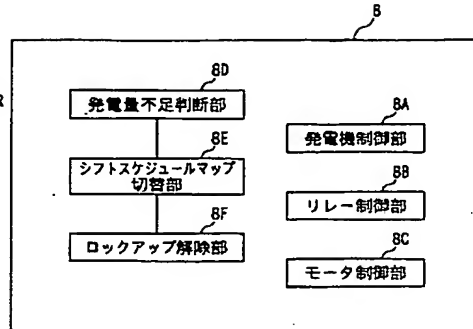 8
8D
発電量不足判断部
8E
シフトスケジュールマップ
切替部
8F
ロックアップ解除部
8A
発電機制御部
8B
リレー制御部
8C
モータ制御部